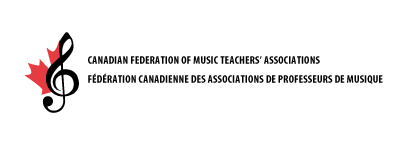 CANADIAN FEDERATION OF MUSIC TEACHERS' ASSOCIATIONS
FÉDÉRATION CANADIENNE DES ASSOCIATIONS DE PROFESSEURS DE MUSIQUE